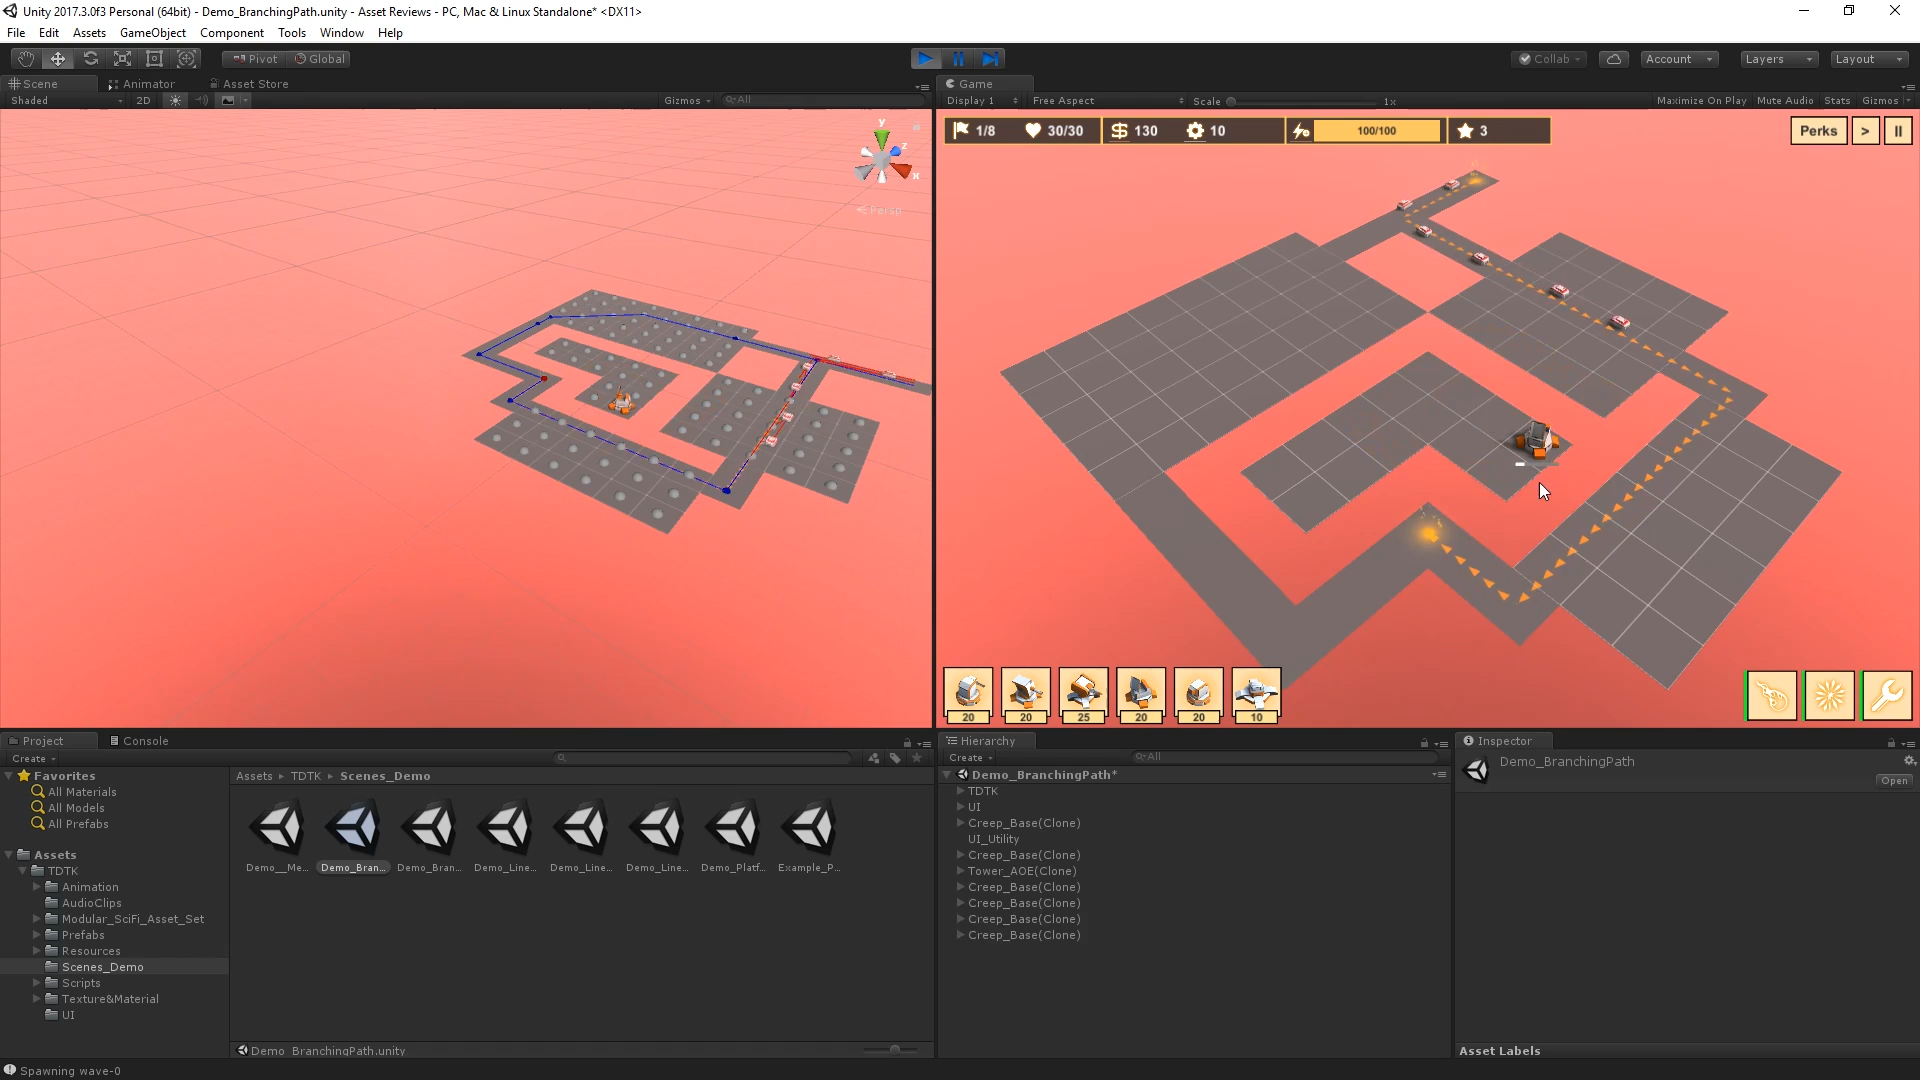 Unity 2017.3.0f3 Personal (64bit) - Demo_BranchingPath.unity - Asset Reviews - PC, Mac & Linux Standalone* <DX11>
File Edit Assets GameObject Component Tools Window Help
Pivot Global Collab Account Layers Layout
Scene Animator Asset Store
Shaded 2D Gizmos All
y
z
x
Persp
Game
Display 1 Free Aspect Scale 1x Maximize On Play Mute Audio Stats Gizmos
1/8 30/30 130 10 100/100 3 Perks > II
20 20 25 20 20 10
Project Console
Create
Favorites
All Materials
All Models
All Prefabs
Assets
TDTK
Animation
AudioClips
Modular_SciFi_Asset_Set
Prefabs
Resources
Scenes_Demo
Scripts
Texture&Material
UI
Assets TDTK Scenes_Demo
Demo__Me... Demo_Bran... Demo_Bran... Demo_Line... Demo_Line... Demo_Line... Demo_Platf... Example_P...
Demo_BranchingPath.unity
Hierarchy
Create All
Demo_BranchingPath*
TDTK
UI
Creep_Base(Clone)
UI_Utility
Creep_Base(Clone)
Tower_AOE(Clone)
Creep_Base(Clone)
Creep_Base(Clone)
Creep_Base(Clone)
Creep_Base(Clone)
Inspector
Demo_BranchingPath
Open
Asset Labels
Spawning wave-0